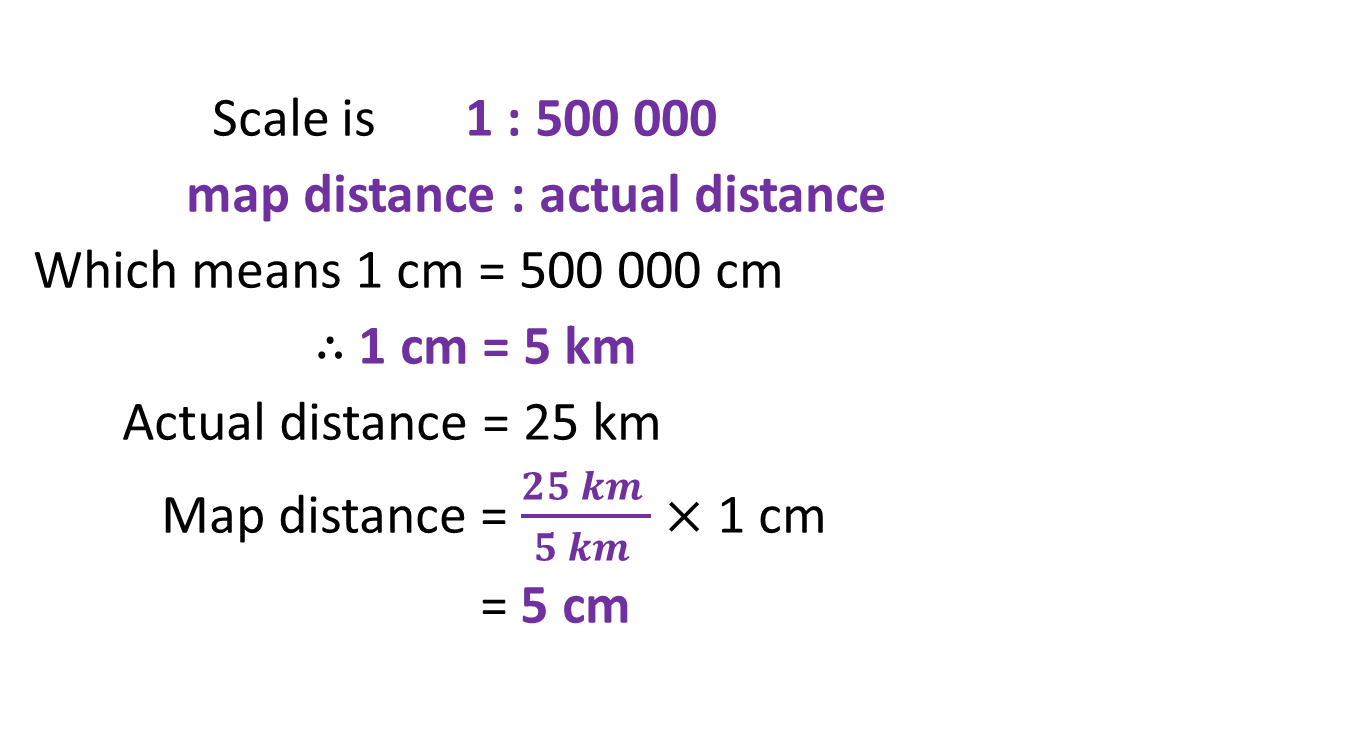 Scale is 1 : 500 000
map distance : actual distance
Which means 1 cm = 500 000 cm
∴ 1 cm = 5 km
Actual distance = 25 km
Map distance = 25 km / 5 km × 1 cm
= 5 cm